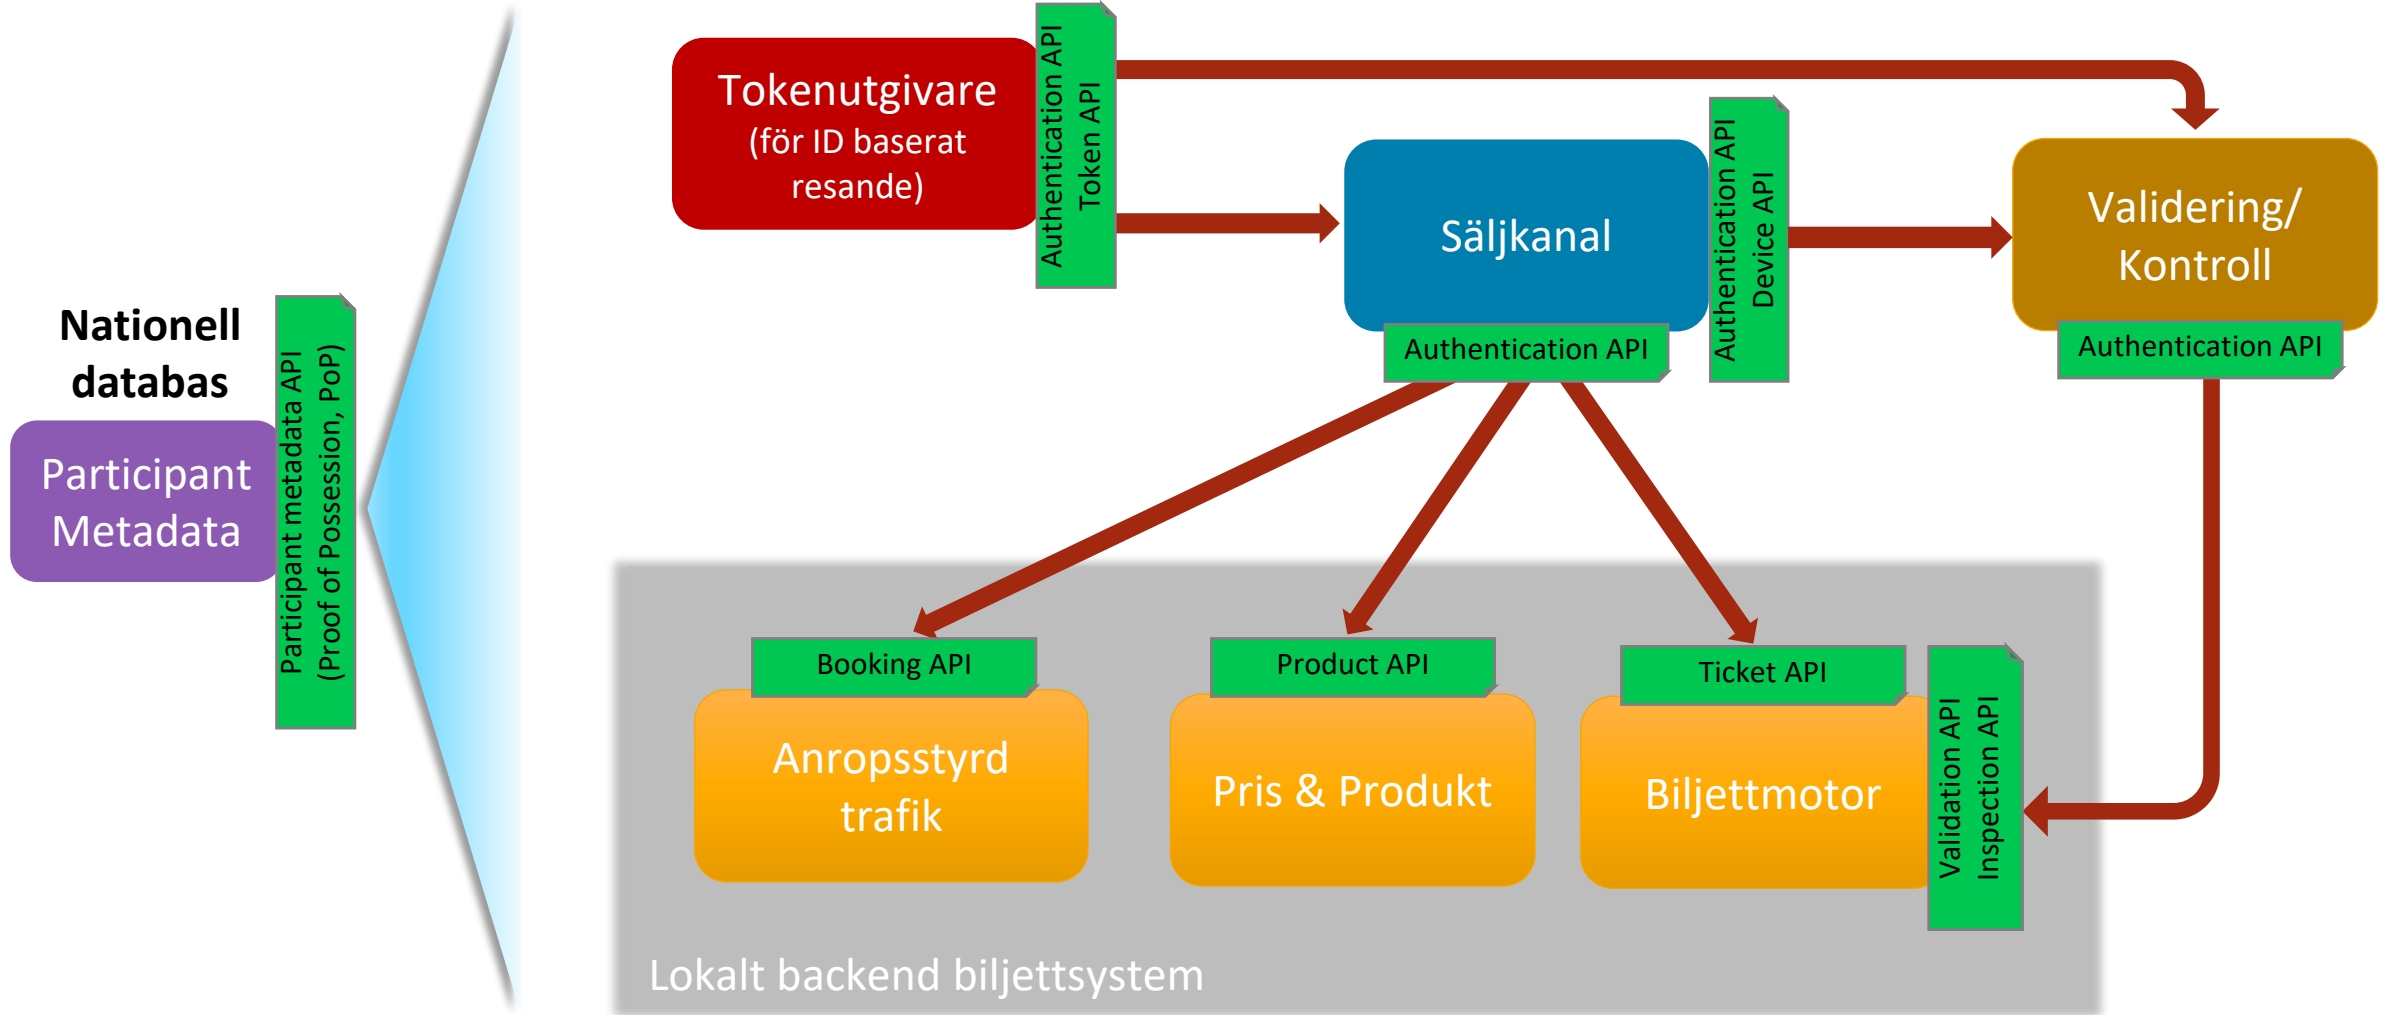 Nationell
databas
Participant
Metadata
Participant metadata API
(Proof of Possession, PoP)
Tokenutgivare
(för ID baserat
resande)
Authentication API
Token API
Säljkanal
Authentication API
Authentication API
Device API
Validering/
Kontroll
Authentication API
Booking API
Anropsstyrd
trafik
Product API
Pris & Produkt
Ticket API
Biljettmotor
Validation API
Inspection API
Lokalt backend biljettsystem